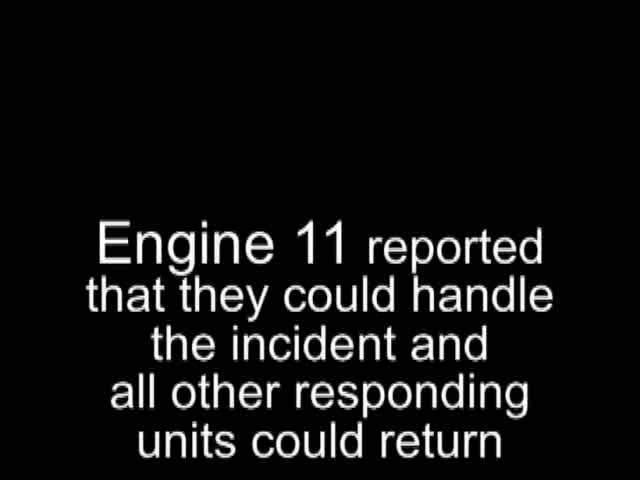 Engine 11 reported
that they could handle
the incident and
all other responding
units could return